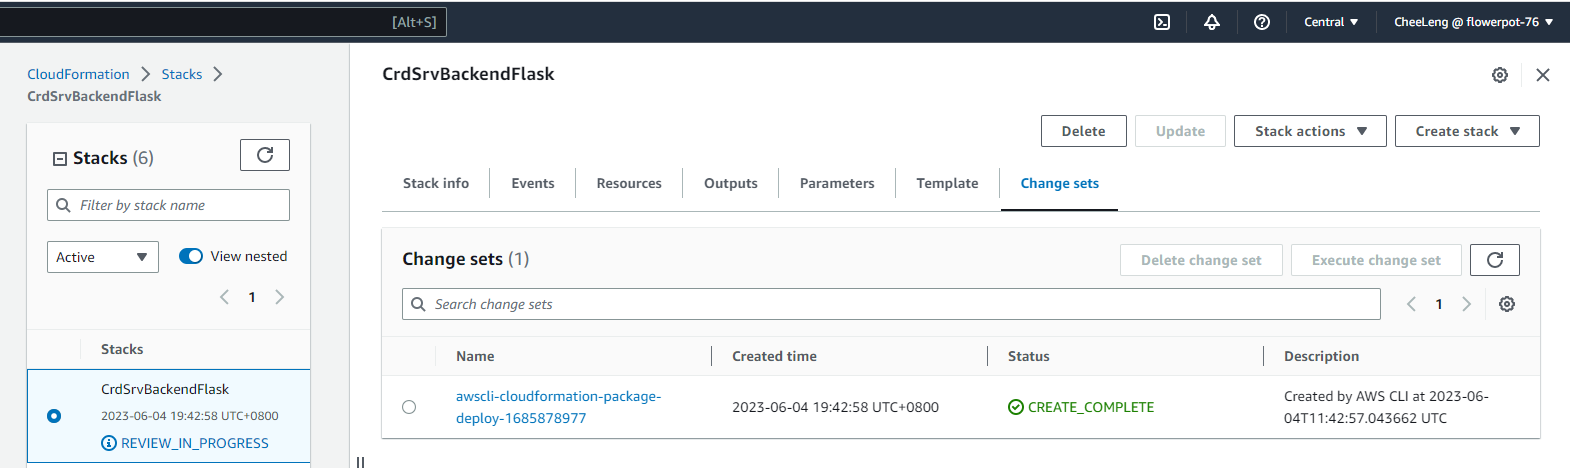 [Alt+S]
Central
CheeLeng @ flowerpot-76
CloudFormation
Stacks
CrdSrvBackendFlask
Stacks (6)
Filter by stack name
Active
View nested
1
Stacks
CrdSrvBackendFlask
2023-06-04 19:42:58 UTC+0800
REVIEW_IN_PROGRESS
CrdSrvBackendFlask
Delete
Update
Stack actions
Create stack
Stack info
Events
Resources
Outputs
Parameters
Template
Change sets
Change sets (1)
Delete change set
Execute change set
Search change sets
1
Name
Created time
Status
Description
awscli-cloudformation-package-
deploy-1685878977
2023-06-04 19:42:58 UTC+0800
CREATE_COMPLETE
Created by AWS CLI at 2023-06-
04T11:42:57.043662 UTC